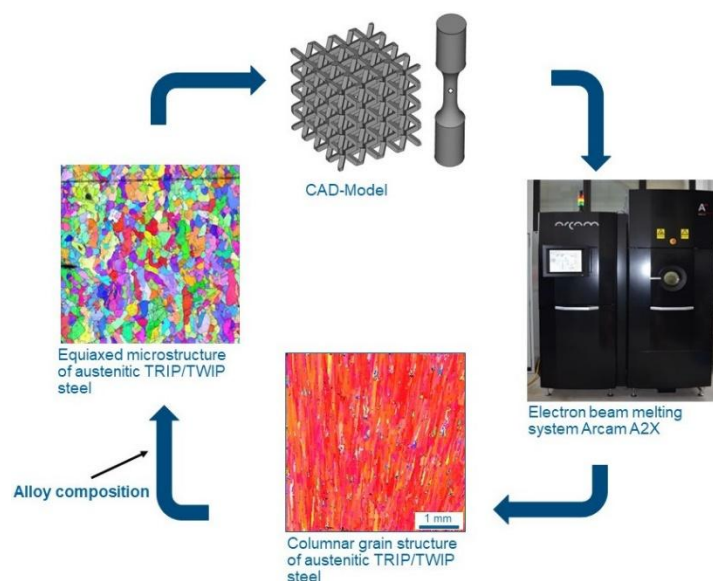 CAD-Model
arcam
Electron beam melting
system Arcam A2X
1 mm
Columnar grain structure
of austenitic TRIP/TWIP
steel
Alloy composition
Equiaxed microstructure
of austenitic TRIP/TWIP
steel